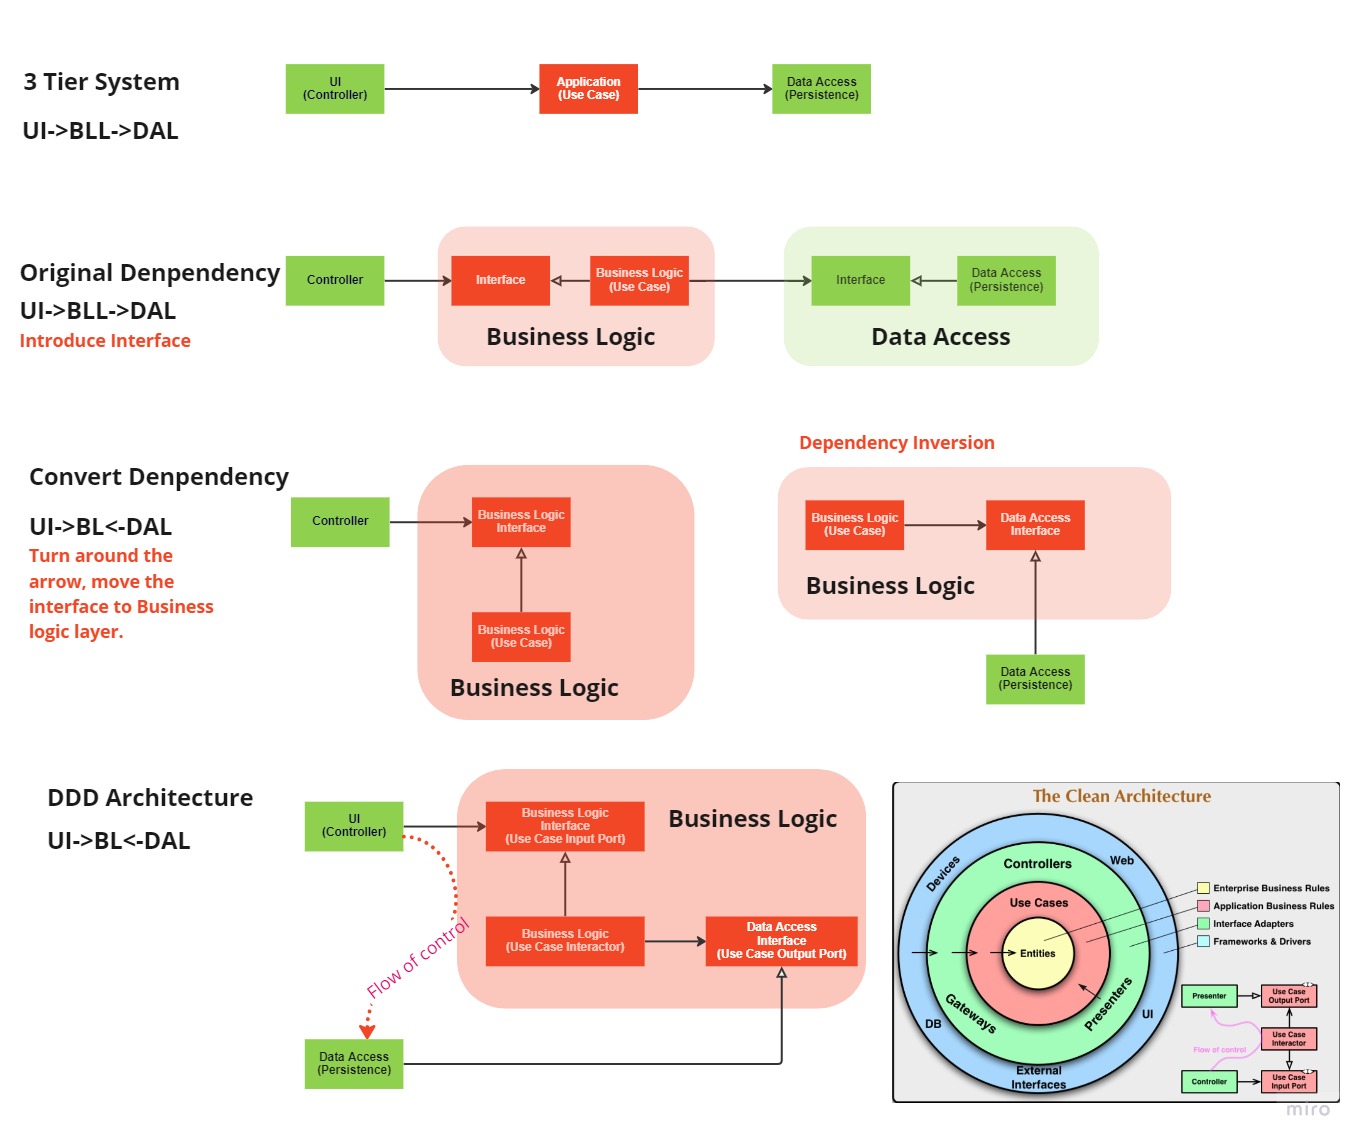 3 Tier System
UI->BLL->DAL
UI
(Controller)
Application
(Use Case)
Data Access
(Persistence)
Original Denpendency
UI->BLL->DAL
Introduce Interface
Controller
Interface
Business Logic
(Use Case)
Business Logic
Interface
Data Access
(Persistence)
Data Access
Convert Denpendency
UI->BL<-DAL
Turn around the
arrow, move the
interface to Business
logic layer.
Controller
Business Logic
Interface
Business Logic
(Use Case)
Business Logic
Dependency Inversion
Business Logic
(Use Case)
Data Access
Interface
Business Logic
Data Access
(Persistence)
DDD Architecture
UI->BL<-DAL
UI
(Controller)
Business Logic
Interface
(Use Case Input Port)
Business Logic
Business Logic
(Use Case Interactor)
Data Access
Interface
(Use Case Output Port)
Flow of control
Data Access
(Persistence)
The Clean Architecture
Devices
Web
Controllers
Use Cases
Entities
Gateways
Presenters
DB
UI
External
Interfaces
Enterprise Business Rules
Application Business Rules
Interface Adapters
Frameworks & Drivers
Presenter
Use Case
Output Port
Use Case
Interactor
Flow of control
Controller
Use Case
Input Port
miro